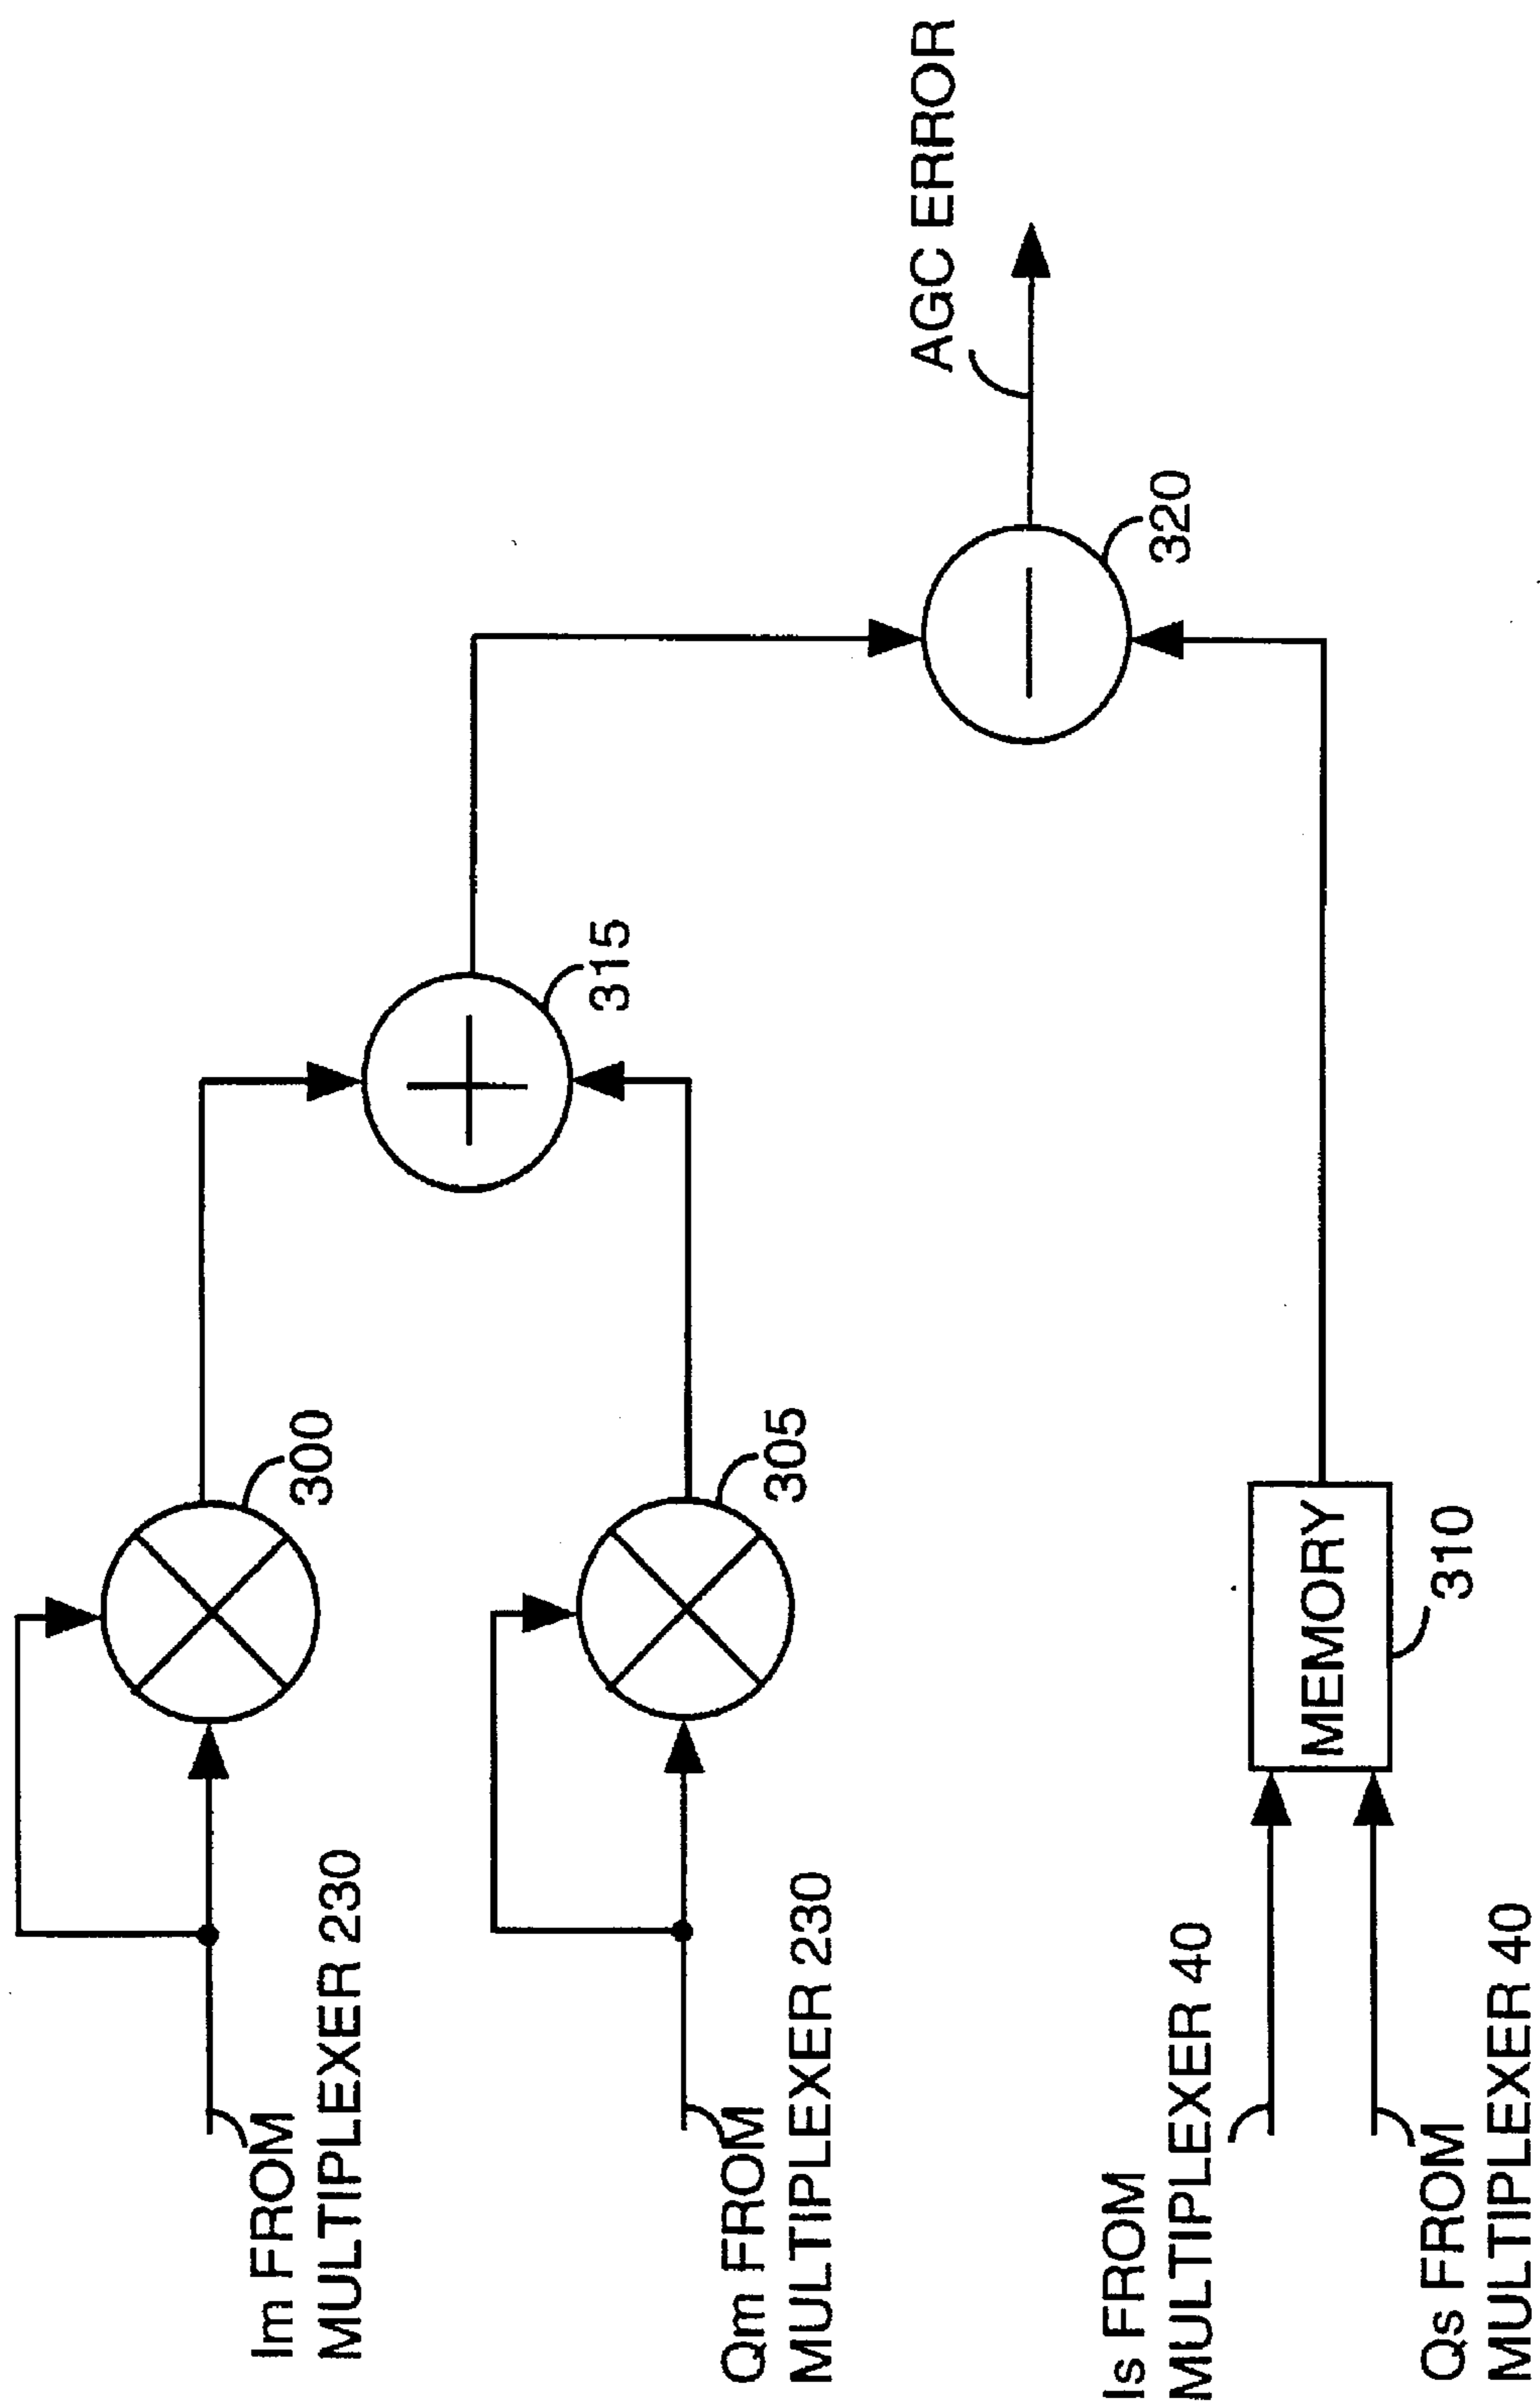 Im FROM
MULTIPLEXER 230
300
Qm FROM
MULTIPLEXER 230
305
315
Is FROM
MULTIPLEXER 40
Qs FROM
MULTIPLEXER 40
MEMORY
310
320
AGC ERROR